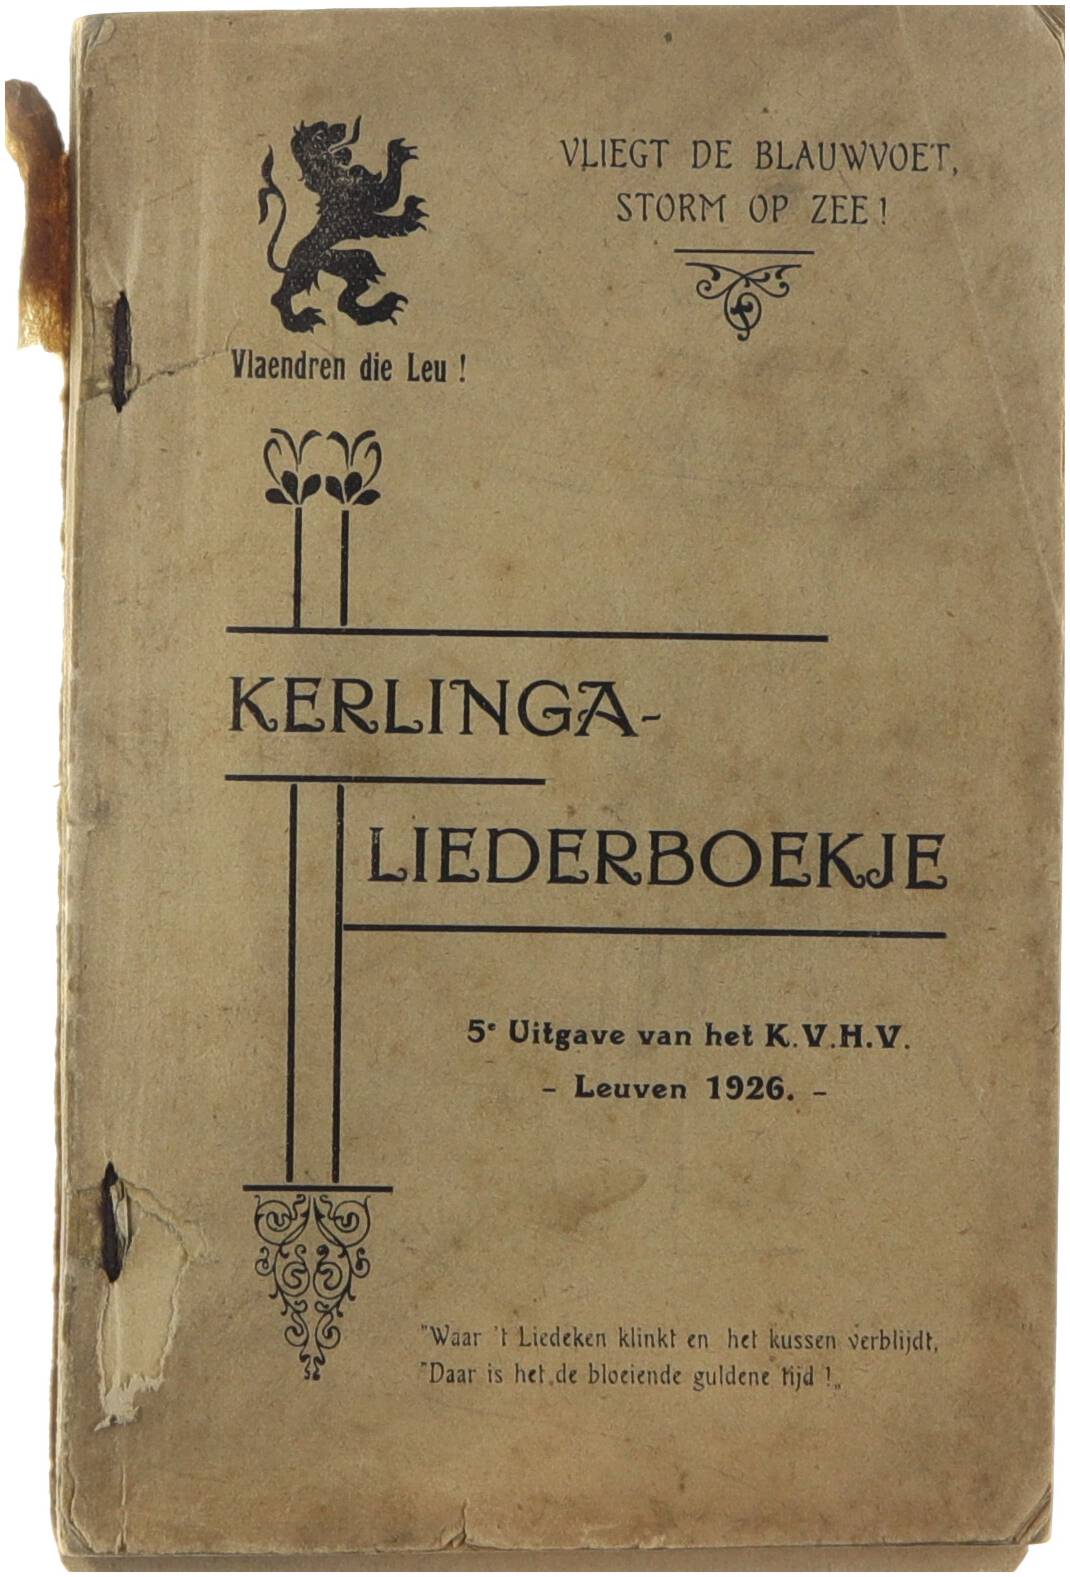 VLIEGT DE BLAUWVOET,
STORM OP ZEE !
Vlaendren die Leu !
KERLINGA-
LIEDERBOEKJE
5e Uitgave van het K.V.H.V.
- Leuven 1926. -
"Waar 't Liedeken klinkt en het kussen verblijdt,
"Daar is het de bloeiende guldene tijd !„